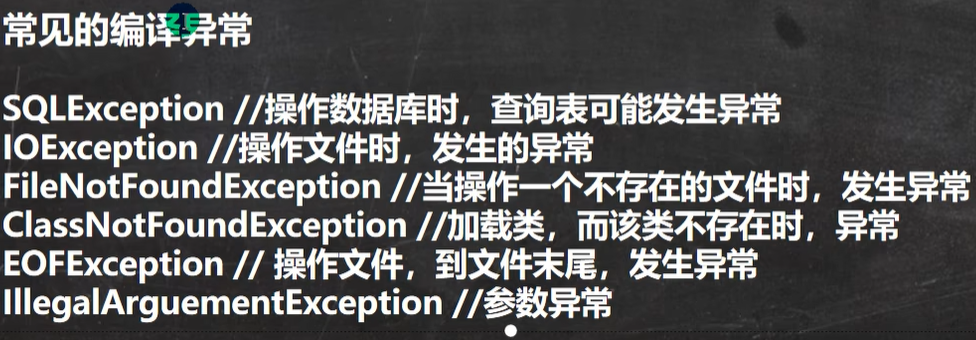 常见的编译异常
SQLException //操作数据库时，查询表可能发生异常
IOException //操作文件时，发生的异常
FileNotFoundException //当操作一个不存在的文件时，发生异常
ClassNotFoundException //加载类，而该类不存在时，异常
EOFException // 操作文件，到文件末尾，发生异常
IllegalArguementException //参数异常